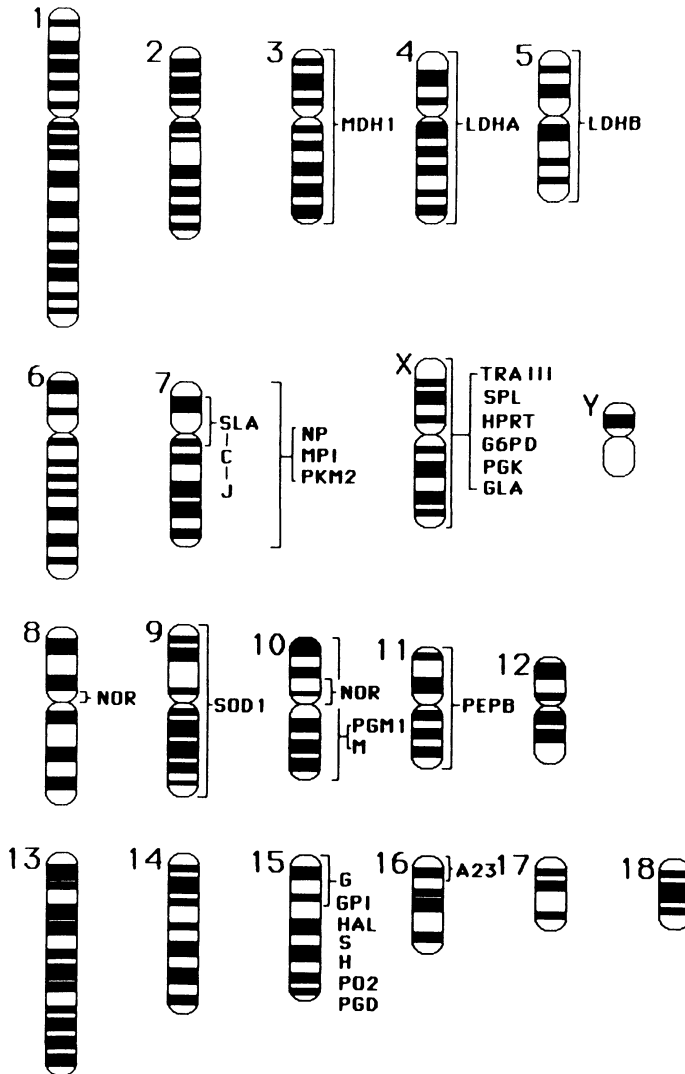 1
2
3
4
5
MDH1
LDHA
LDHB
6
7
X
Y
SLA
C
J
NP
MPI
PKM2
TRA III
SPL
HPRT
G6PD
PGK
GLA
8
9
10
11
12
NOR
SOD1
NOR
PGM1
M
PEPB
13
14
15
16
17
18
G
GPI
HAL
S
H
PO2
PGD
A23